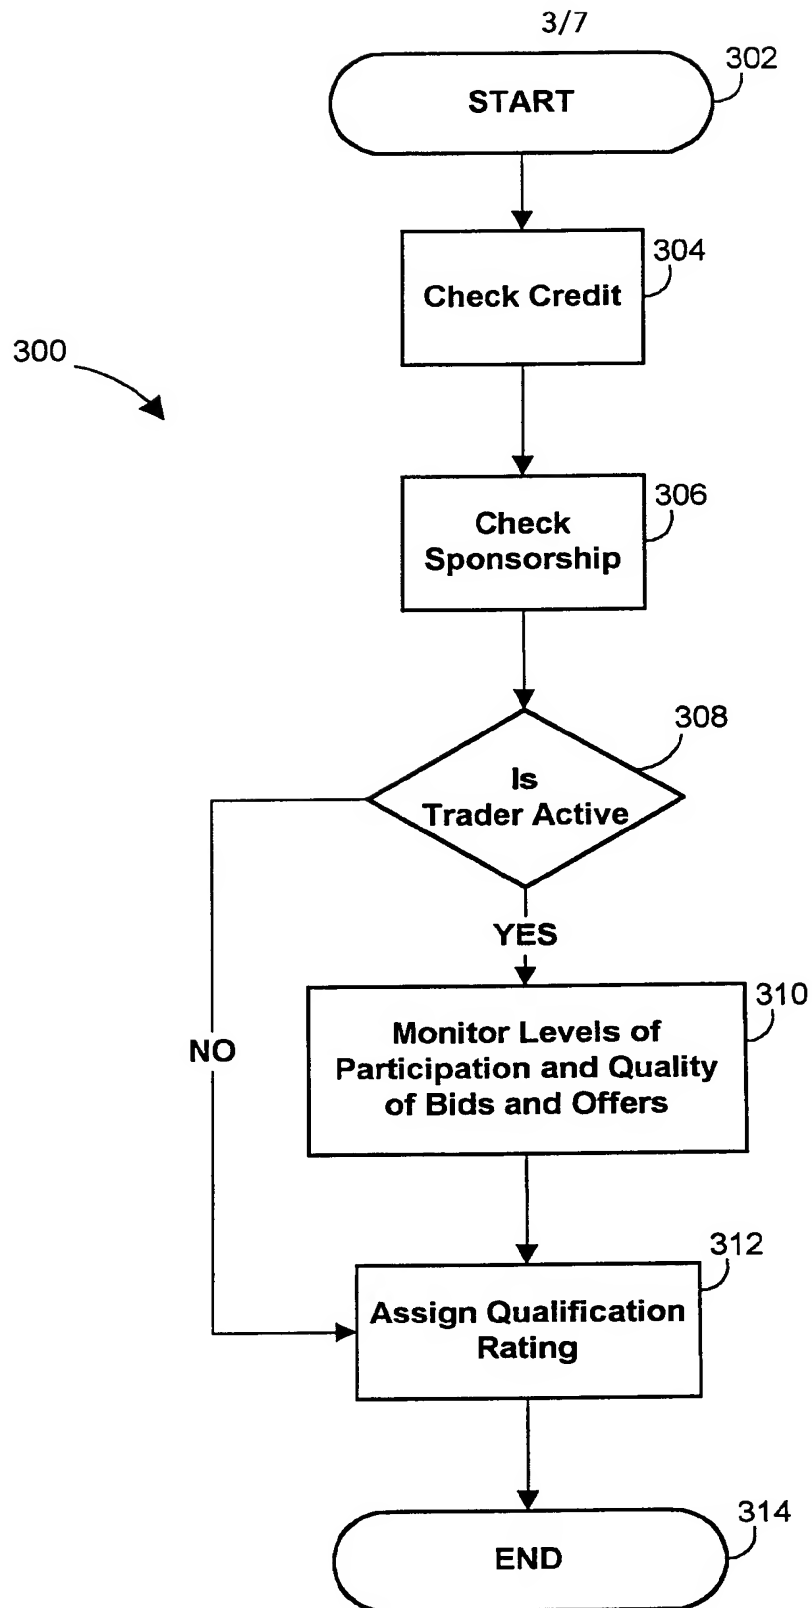 3/7
302
START
304
Check Credit
300
306
Check
Sponsorship
308
Is
Trader Active
YES
310
NO
Monitor Levels of
Participation and Quality
of Bids and Offers
312
Assign Qualification
Rating
314
END